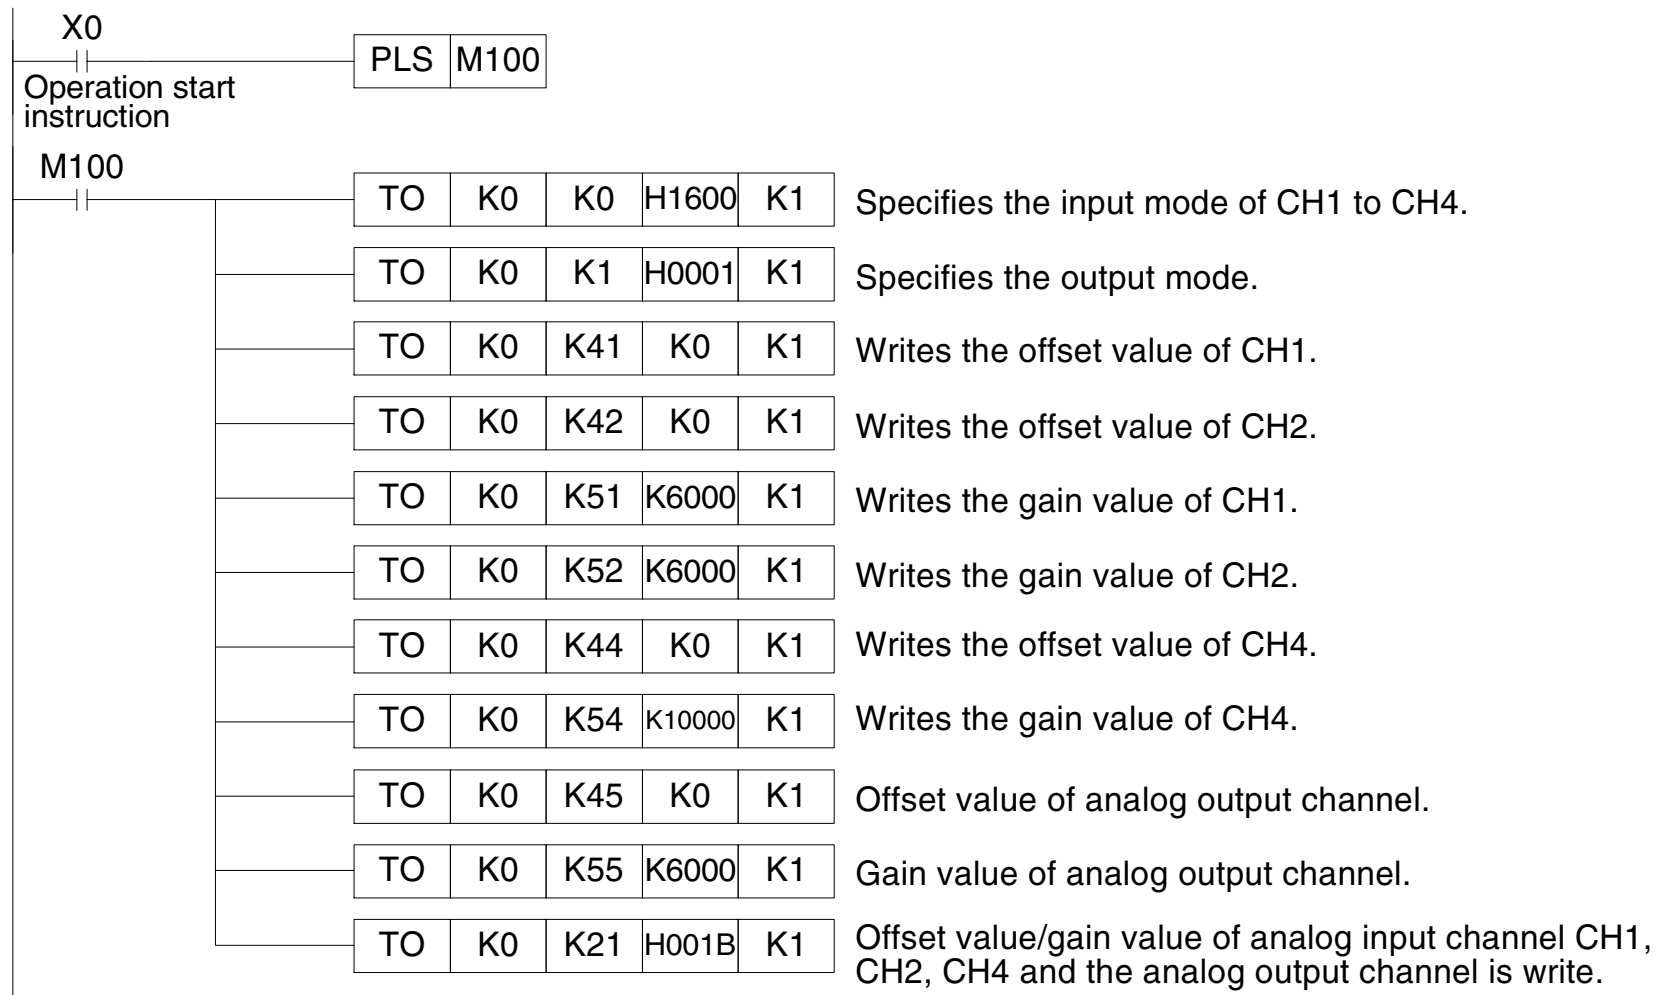 X0
PLS M100
Operation start
instruction
M100
TO K0 K0 H1600 K1 Specifies the input mode of CH1 to CH4.
TO K0 K1 H0001 K1 Specifies the output mode.
TO K0 K41 K0 K1 Writes the offset value of CH1.
TO K0 K42 K0 K1 Writes the offset value of CH2.
TO K0 K51 K6000 K1 Writes the gain value of CH1.
TO K0 K52 K6000 K1 Writes the gain value of CH2.
TO K0 K44 K0 K1 Writes the offset value of CH4.
TO K0 K54 K10000 K1 Writes the gain value of CH4.
TO K0 K45 K0 K1 Offset value of analog output channel.
TO K0 K55 K6000 K1 Gain value of analog output channel.
TO K0 K21 H001B K1 Offset value/gain value of analog input channel CH1,
CH2, CH4 and the analog output channel is write.